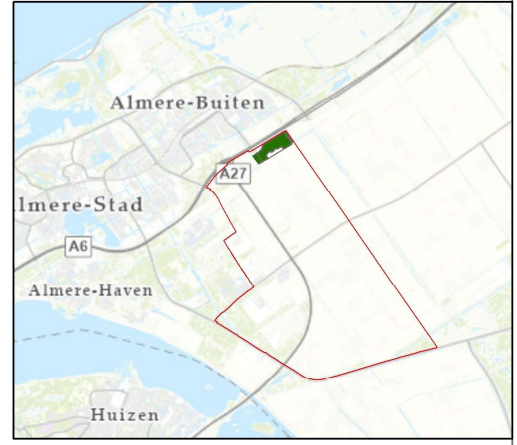 Almere-Buiten
A27
lmere-Stad
A6
Almere-Haven
Huizen